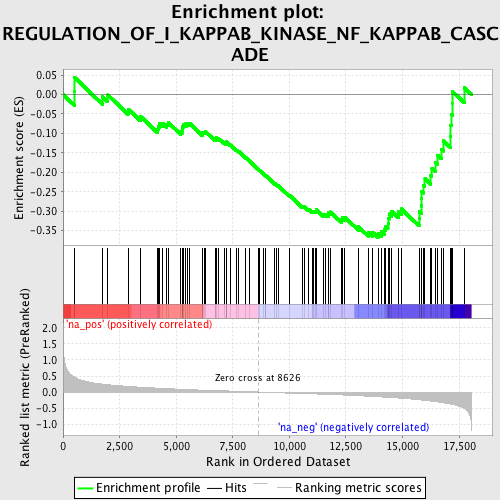 Enrichment plot:
REGULATION_OF_I_KAPPAB_KINASE_NF_KAPPAB_CASC
ADE
Enrichment score (ES)
0.05
0.00
-0.05
-0.10
-0.15
-0.20
-0.25
-0.30
-0.35
'na_pos' (positively correlated)
Ranked list metric (PreRanked)
2.0
1.5
1.0
0.5
0.0
-0.5
-1.0
Zero cross at 8626
'na_neg' (negatively correlated)
0
2,500
5,000
7,500
10,000
12,500
15,000
17,500
Rank in Ordered Dataset
Enrichment profile
Hits
Ranking metric scores